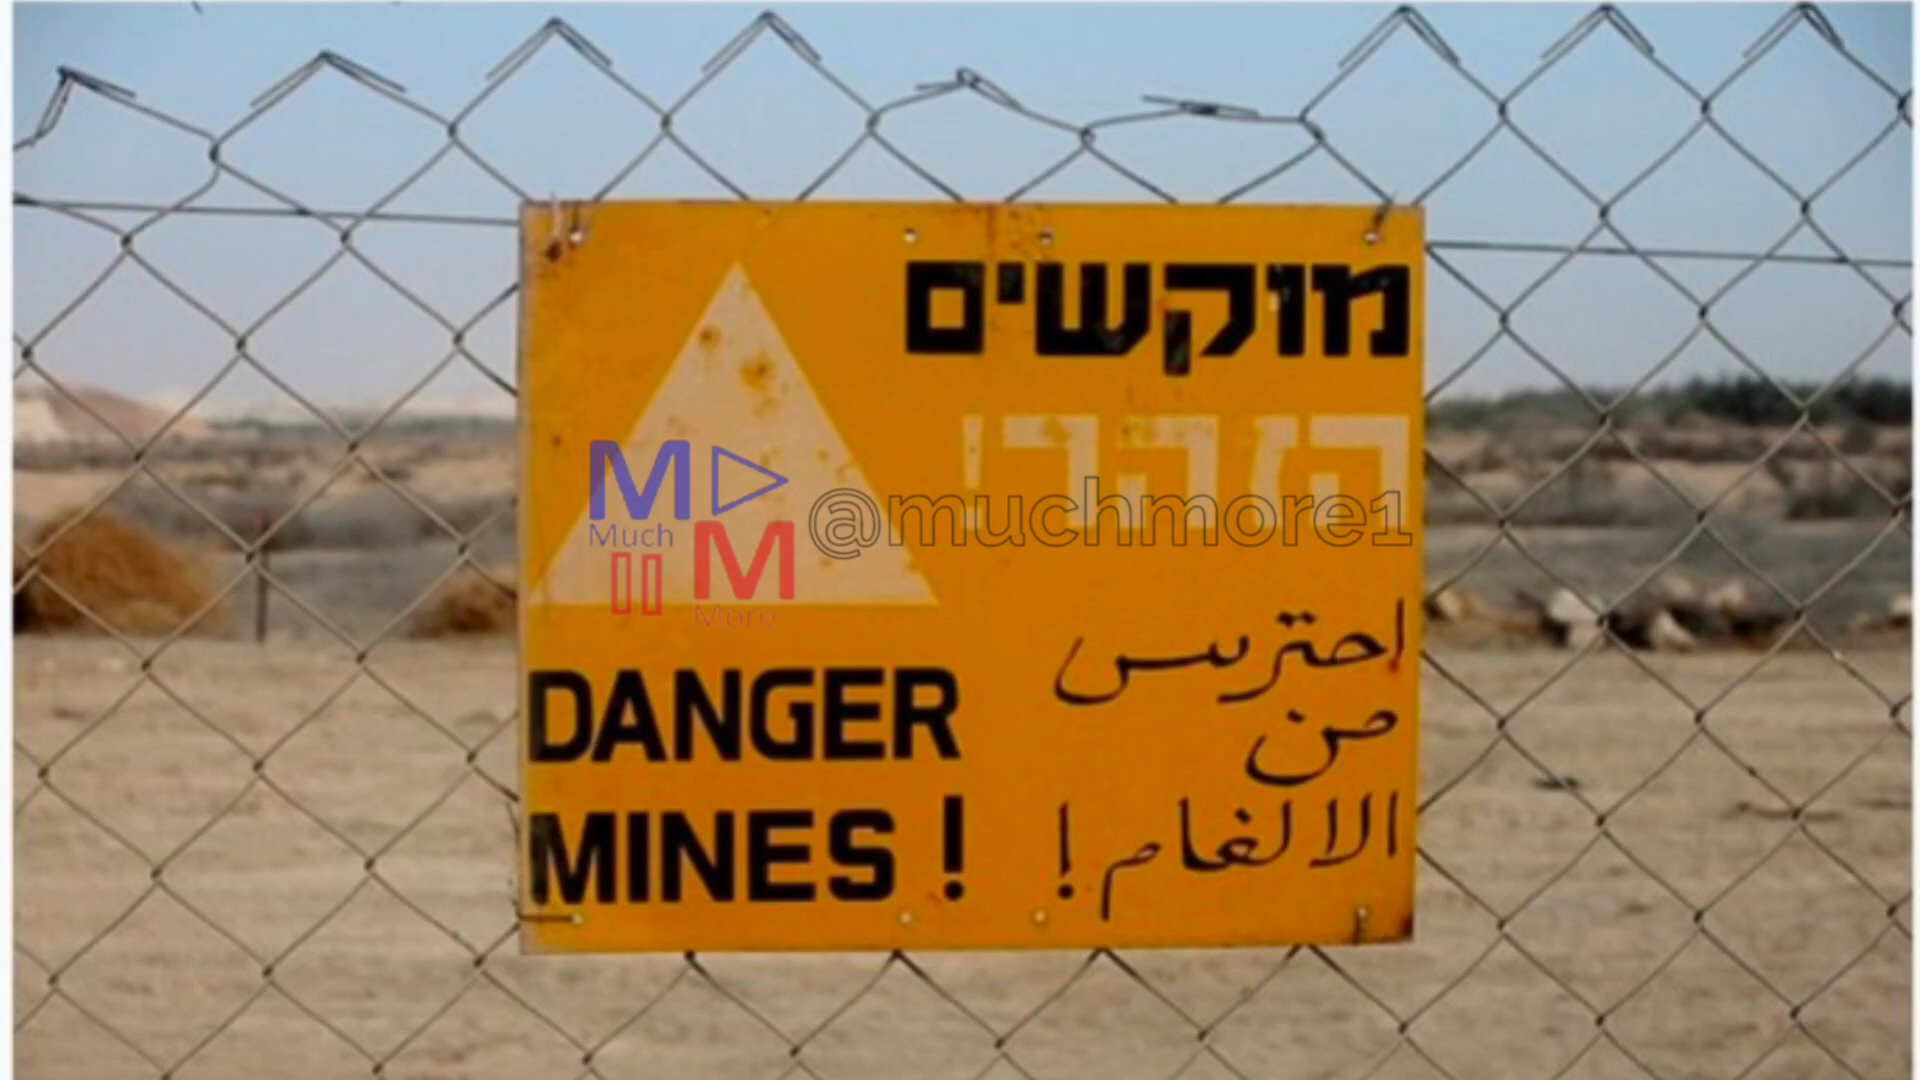 מוקשים
הזהר!
DANGER
MINES!
احترس
من
الالغام!
M
Much
M
More
@muchmore1